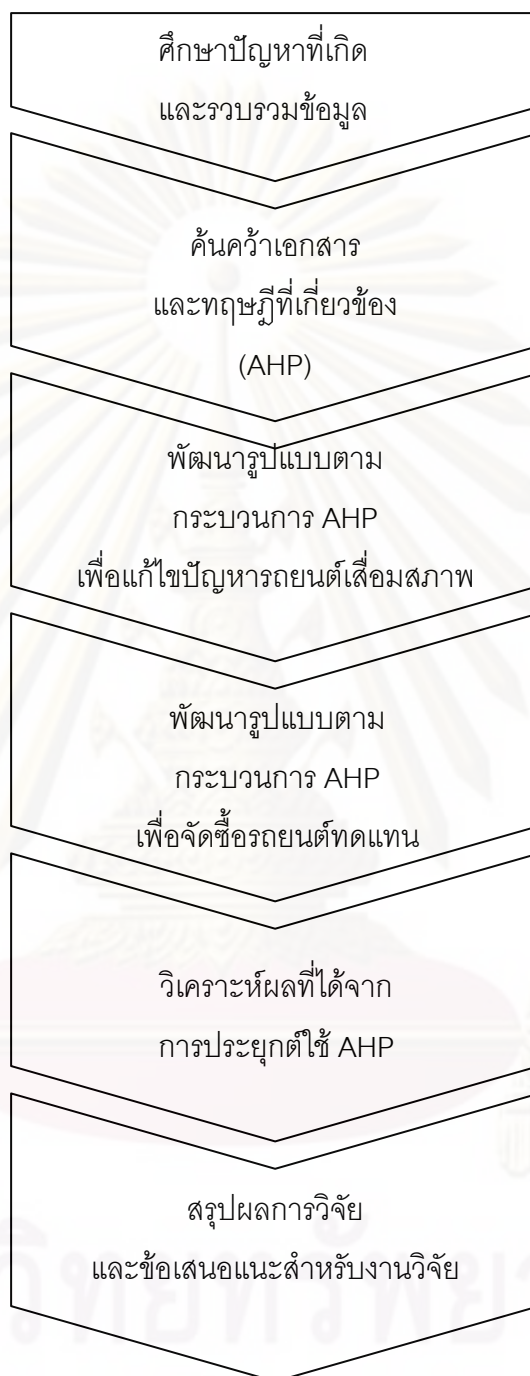 ศึกษาปัญหาที่เกิด
และรวบรวมข้อมูล
ค้นคว้าเอกสาร
และทฤษฎีที่เกี่ยวข้อง
(AHP)
พัฒนารูปแบบตาม
กระบวนการ AHP
เพื่อแก้ไขปัญหารถยนต์เสื่อมสภาพ
พัฒนารูปแบบตาม
กระบวนการ AHP
เพื่อจัดซื้อรถยนต์ทดแทน
วิเคราะห์ผลที่ได้จาก
การประยุกต์ใช้ AHP
สรุปผลการวิจัย
และข้อเสนอแนะสำหรับงานวิจัย